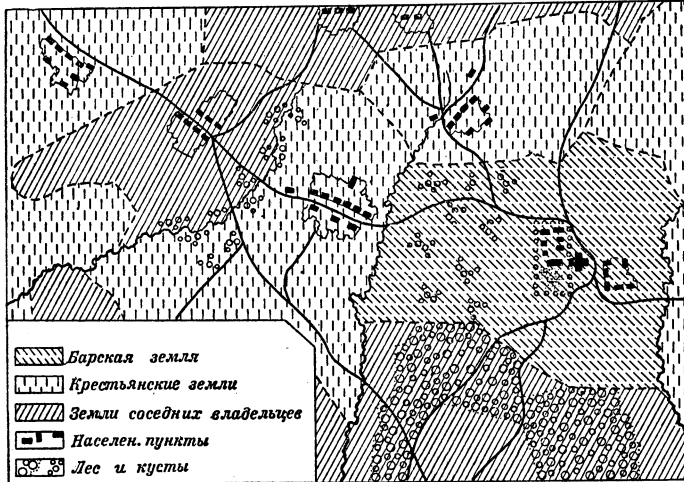 Барская земля
Крестьянские земли
Земли соседних владельцев
Населен. пункты
Лес и кусты